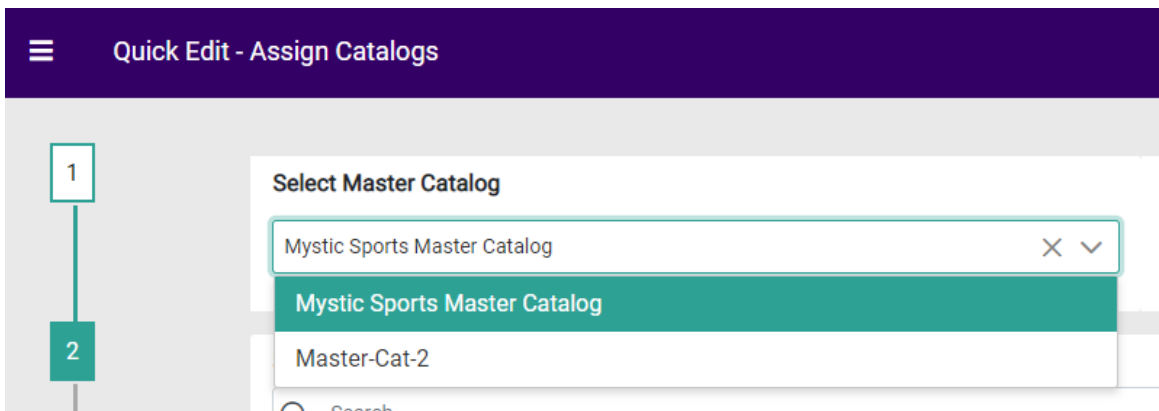 Quick Edit - Assign Catalogs
1
Select Master Catalog
Mystic Sports Master Catalog
Mystic Sports Master Catalog
2
Master-Cat-2
Search